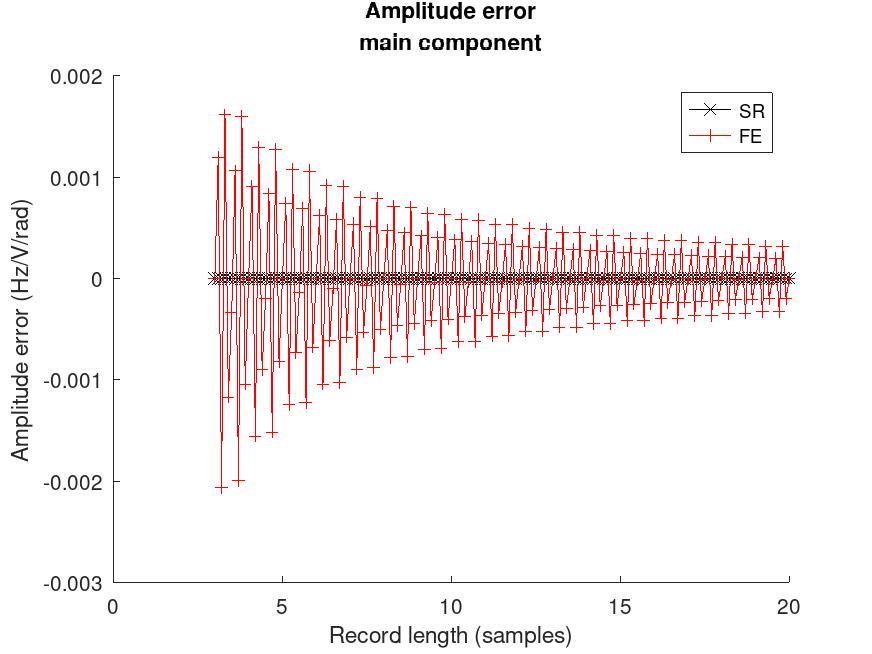 Amplitude error
main component
0.002
0.001
0
-0.001
-0.002
-0.003
0
5
10
15
20
Amplitude error (Hz/V/rad)
Record length (samples)
SR
FE